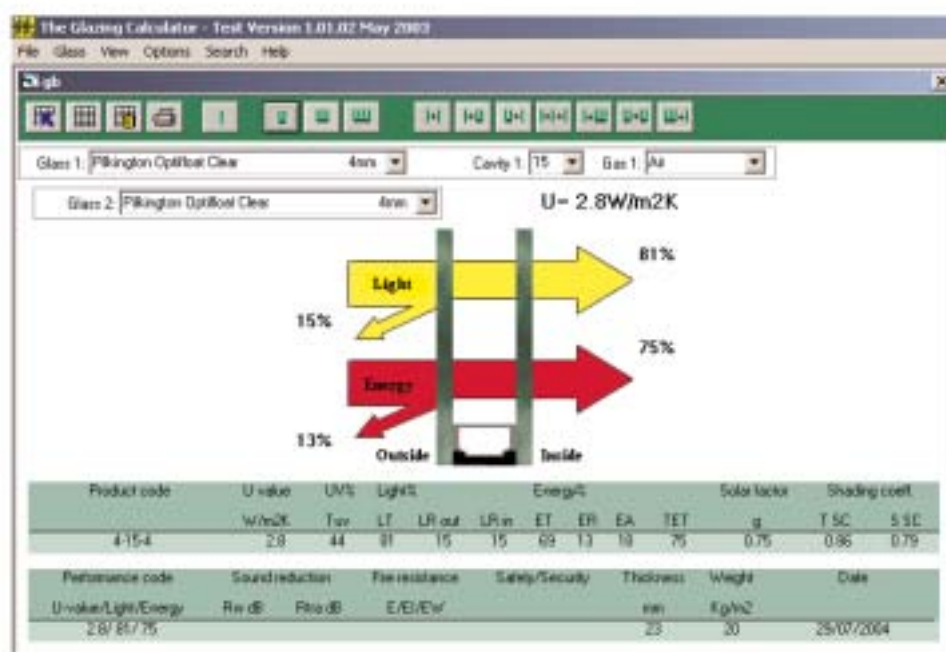 The Glazing Calculator - Test Version 1.01.02 May 2003
File Glass View Options Search Help
igb
Glass 1: Pilkington Optifloat Clear 4mm Cavity 1: 15 Gas 1: Air
Glass 2: Pilkington Optifloat Clear 4mm U= 2.8W/m2K
81%
Light
15%
75%
Energy
13%
Outside Inside
Product code U value UV% Light% Energy% Solar factor Shading coeff.
W/m2K Tuv LT LR out LR in ET ER EA TET g T SC S SC
4-15-4 2.8 44 81 15 15 69 13 18 75 0.75 0.86 0.79
Performance code Sound reduction Fire resistance Safety/Security Thickness Weight Date
U-value/Light/Energy Rw dB Rtra dB E/EI/EW mm Kg/m2
2.8/ 81 / 75 23 20 29/07/2004